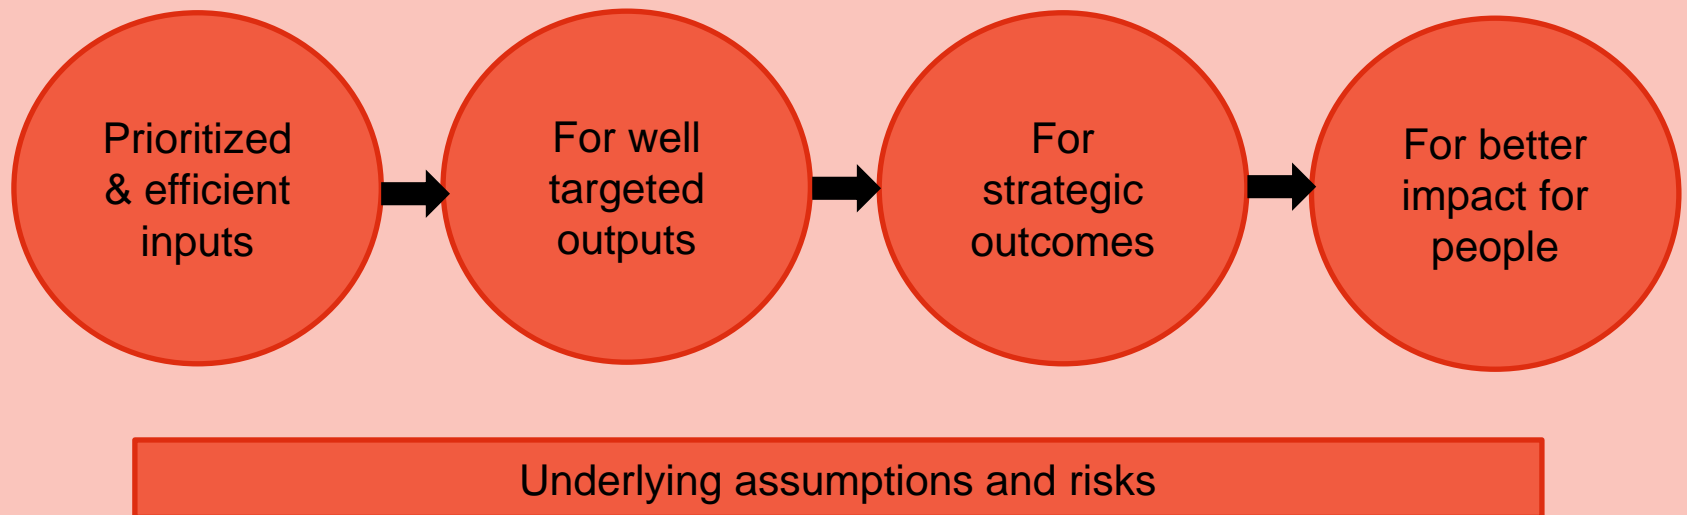 Prioritized
& efficient
inputs
For well
targeted
outputs
For
strategic
outcomes
For better
impact for
people
Underlying assumptions and risks